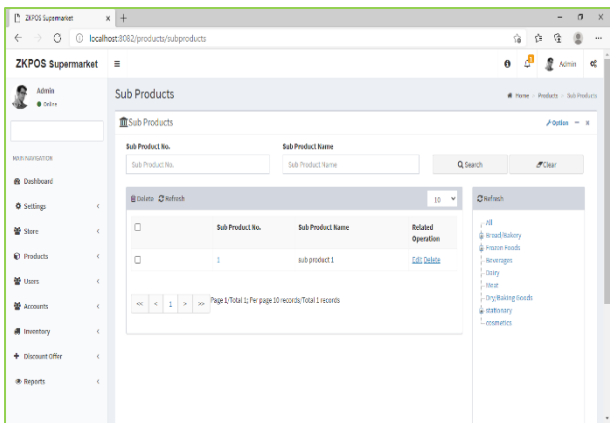 ZKPOS Supermarket
localhost:8082/products/subproducts
ZKPOS Supermarket
Admin
Admin
Online
Sub Products
Home / Products / Sub Products
Sub Products
Option
Sub Product No.
Sub Product Name
Sub Product No.
Sub Product Name
Search
Clear
MAIN NAVIGATION
Dashboard
Settings
Store
Products
Users
Accounts
Inventory
Discount Offer
Reports
Delete Refresh
10
Sub Product No.
Sub Product Name
Related Operation
1
sub product 1
Edit Delete
<< < 1 > >> Page 1/Total 1; Per page 10 records/Total 1 records
Refresh
All
Bread/Bakery
Frozen Foods
Beverages
Dairy
Meat
Dry/Baking Goods
stationary
cosmetics